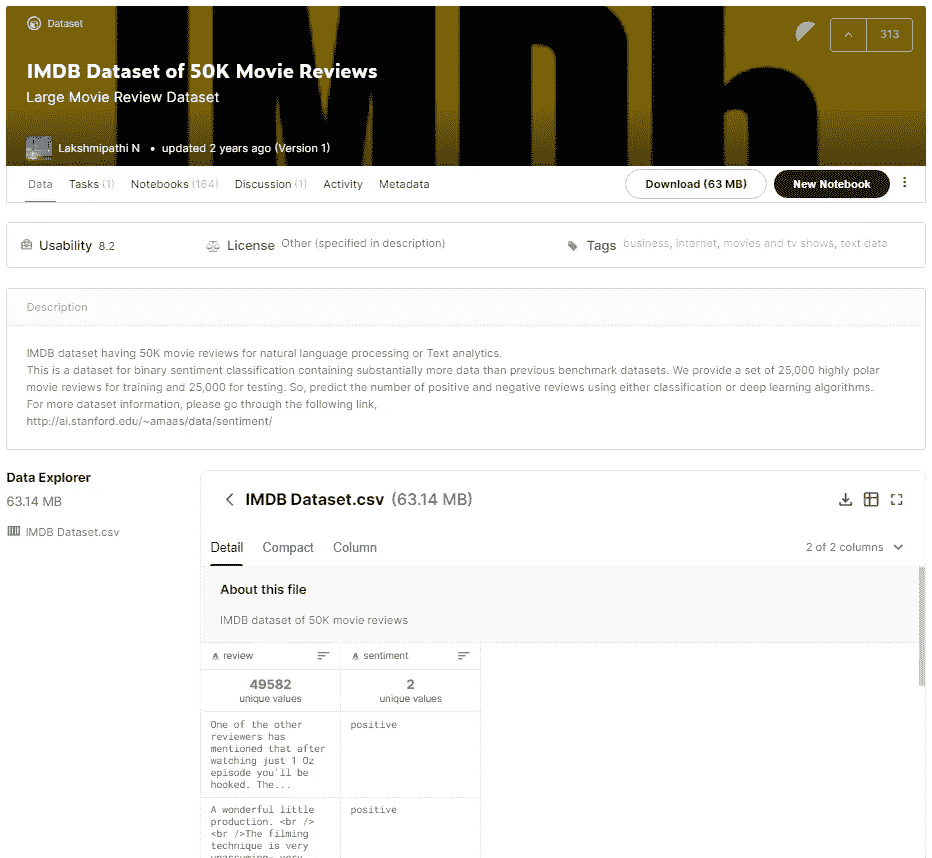 Dataset
313
IMDB Dataset of 50K Movie Reviews
Large Movie Review Dataset
Lakshmipathi N • updated 2 years ago (Version 1)
Data Tasks (1) Notebooks (164) Discussion (1) Activity Metadata Download (63 MB) New Notebook
Usability 8.2 License Other (specified in description) Tags business, internet, movies and tv shows, text data
Description
IMDB dataset having 50K movie reviews for natural language processing or Text analytics.
This is a dataset for binary sentiment classification containing substantially more data than previous benchmark datasets. We provide a set of 25,000 highly polar
movie reviews for training and 25,000 for testing. So, predict the number of positive and negative reviews using either classification or deep learning algorithms.
For more dataset information, please go through the following link,
http://ai.stanford.edu/~amaas/data/sentiment/
Data Explorer
63.14 MB
IMDB Dataset.csv
IMDB Dataset.csv (63.14 MB)
Detail Compact Column 2 of 2 columns
About this file
IMDB dataset of 50K movie reviews
review sentiment
49582 2
unique values unique values
One of the other
reviewers has
mentioned that after
watching just 1 Oz
episode you'll be
hooked. The...
positive
A wonderful little
production. <br />
<br />The filming
technique is very
unassuming- very
positive
IMDb